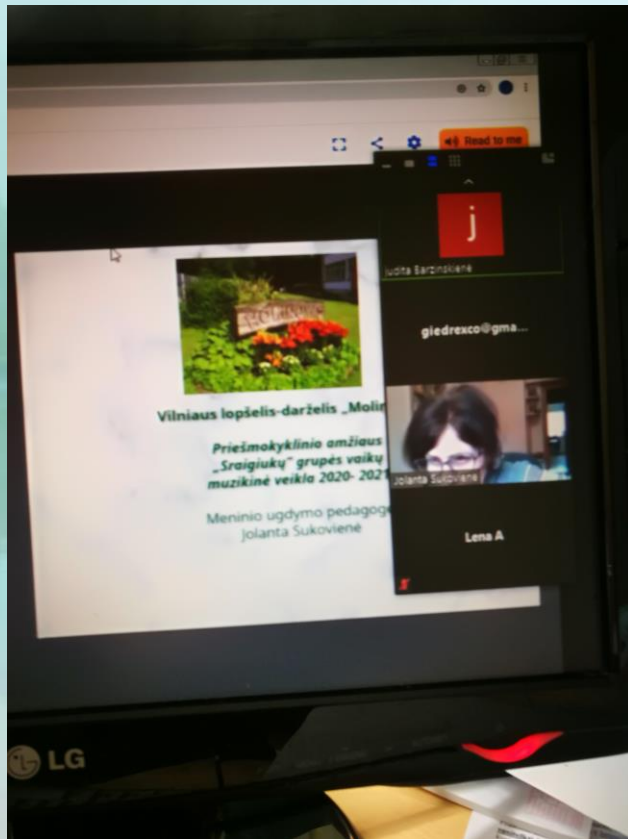 Read to me
j
judita Barzinskienė
giedrexco@gma...
Jolanta Sukovienė
Lena A
Vilniaus lopšelis-darželis „Molin
Priešmokyklinio amžiaus
„Sraigiukų“ grupės vaikų
muzikinė veikla 2020- 2021
Meninio ugdymo pedagogė
Jolanta Sukovienė
LG